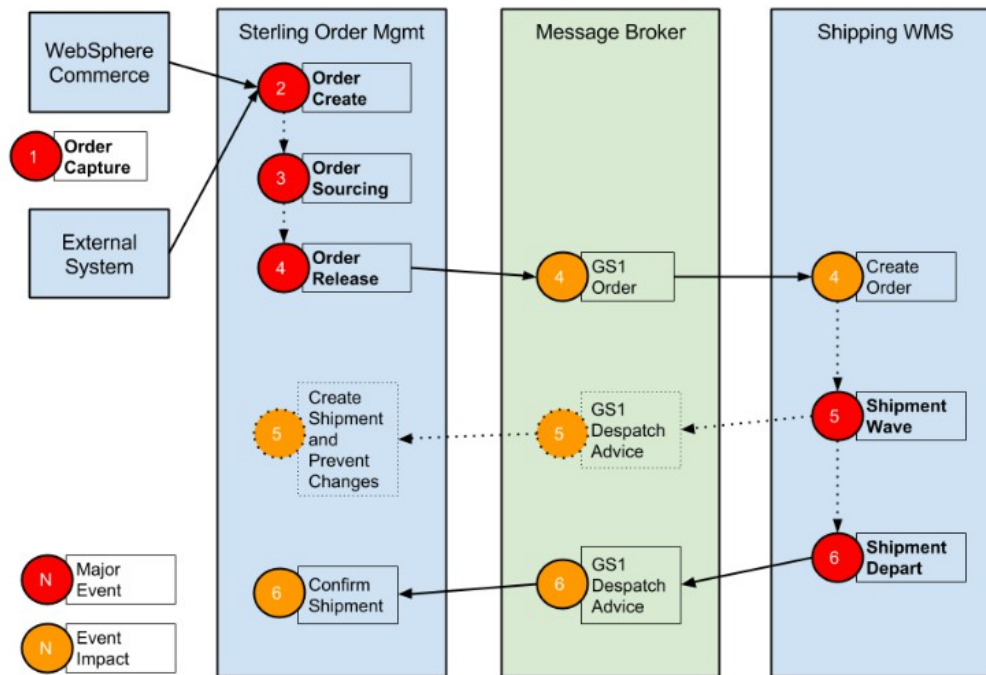 WebSphere
Commerce
1
Order
Capture
External
System
N
Major
Event
N
Event
Impact
Sterling Order Mgmt
2
Order
Create
3
Order
Sourcing
4
Order
Release
5
Create
Shipment
and
Prevent
Changes
6
Confirm
Shipment
Message Broker
4
GS1
Order
5
GS1
Despatch
Advice
6
GS1
Despatch
Advice
Shipping WMS
4
Create
Order
5
Shipment
Wave
6
Shipment
Depart